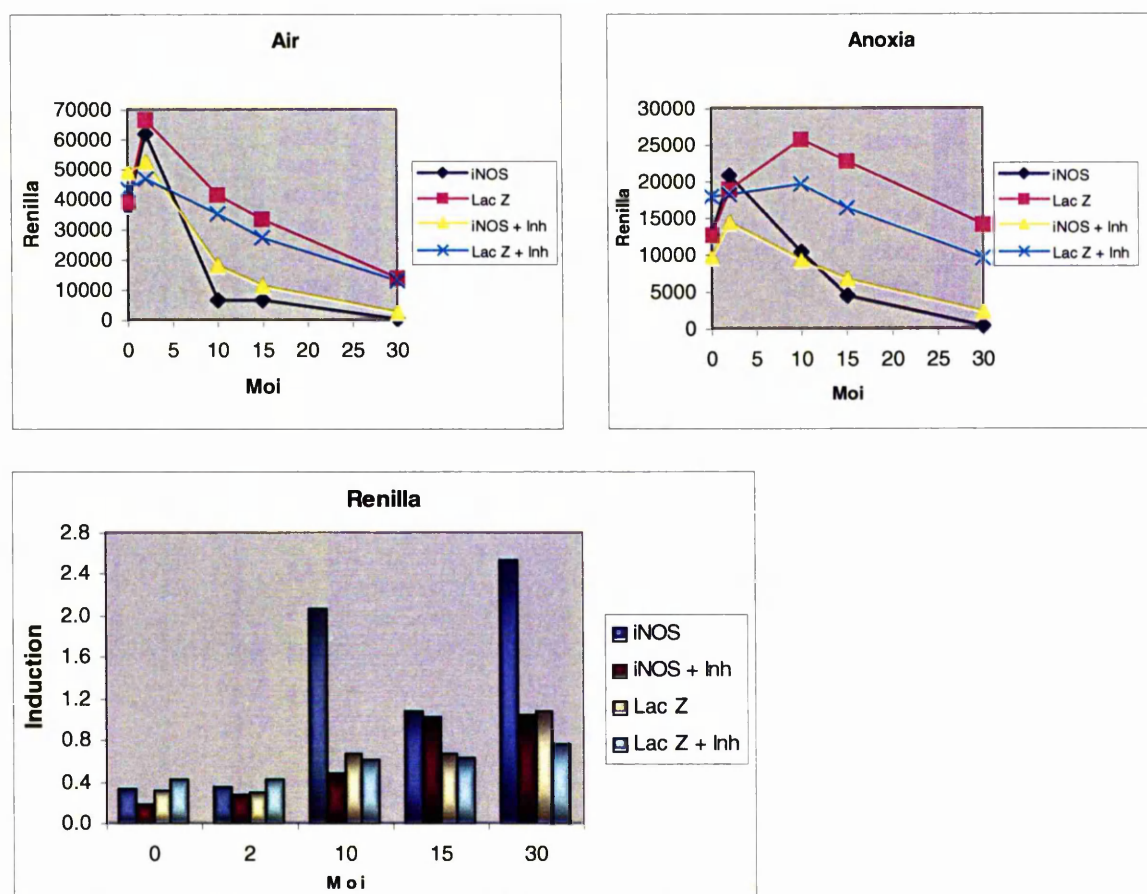 Air
Renilla
70000
60000
50000
40000
30000
20000
10000
0
0 5 10 15 20 25 30
Moi
iNOS
Lac Z
iNOS + Inh
Lac Z + Inh
Anoxia
Renilla
30000
25000
20000
15000
10000
5000
0
0 5 10 15 20 25 30
Moi
iNOS
Lac Z
iNOS + Inh
Lac Z + Inh
Renilla
Induction
2.8
2.4
2.0
1.6
1.2
0.8
0.4
0.0
0 2 10 15 30
Moi
iNOS
iNOS + Inh
Lac Z
Lac Z + Inh